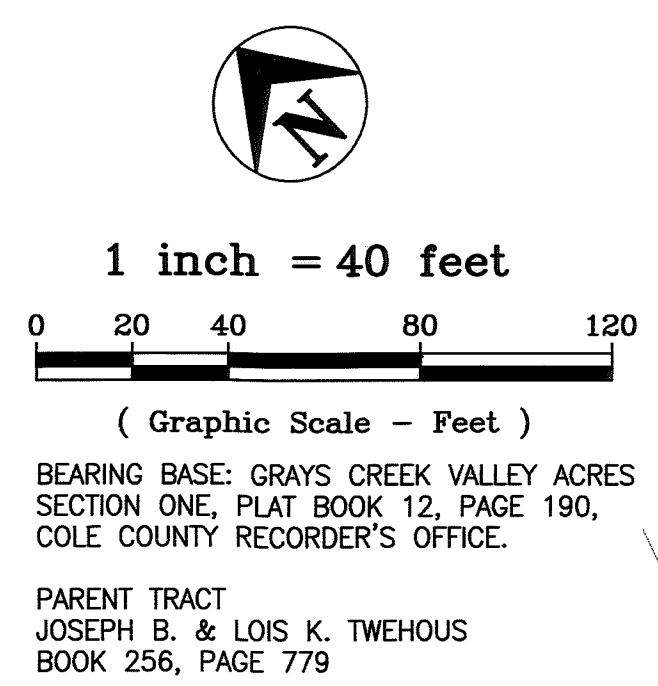 N
1 inch = 40 feet
0 20 40 80 120
( Graphic Scale - Feet )
BEARING BASE: GRAYS CREEK VALLEY ACRES
SECTION ONE, PLAT BOOK 12, PAGE 190,
COLE COUNTY RECORDER'S OFFICE.
PARENT TRACT
JOSEPH B. & LOIS K. TWEHOUS
BOOK 256, PAGE 779